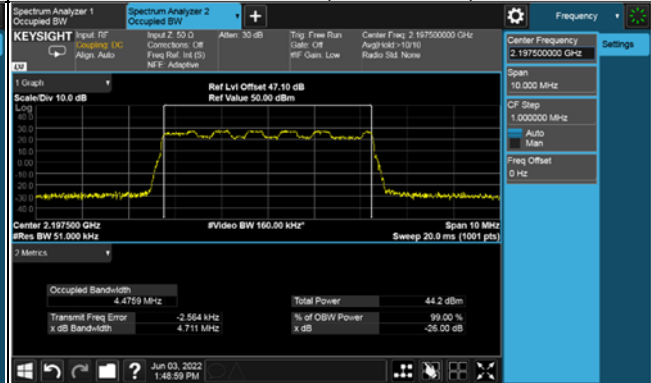 Spectrum Analyzer 1
Occupied BW
Spectrum Analyzer 2
Occupied BW
Frequency
KEYSIGHT
Input: RF
Coupling: DC
Align: Auto
Input Z: 50 Ω
Corrections: Off
Freq Ref: Int (S)
NFE: Adaptive
Atten: 30 dB
Trig: Free Run
Gate: Off
#IF Gain: Low
Center Freq: 2.197500000 GHz
Avg|Hold:>10/10
Radio Std: None
LXI
Center Frequency
2.197500000 GHz
Settings
Span
10.000 MHz
CF Step
1.000000 MHz
Auto
Man
Freq Offset
0 Hz
1 Graph
Scale/Div 10.0 dB
Ref Lvl Offset 47.10 dB
Ref Value 50.00 dBm
Log
40.0
30.0
20.0
10.0
0.00
-10.0
-20.0
-30.0
-40.0
Center 2.197500 GHz
#Res BW 51.000 kHz
#Video BW 160.00 kHz*
Span 10 MHz
Sweep 20.0 ms (1001 pts)
2 Metrics
Occupied Bandwidth
4.4759 MHz
Total Power
44.2 dBm
Transmit Freq Error
-2.564 kHz
% of OBW Power
99.00 %
x dB Bandwidth
4.711 MHz
x dB
-26.00 dB
Jun 03, 2022
1:48:59 PM